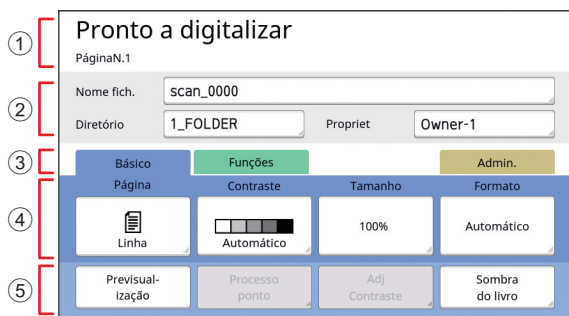 ① Pronto a digitalizar
PáginaN.1
② Nome fich. scan_0000
Diretório 1_FOLDER Propriet Owner-1
③ Básico Funções Admin.
④ Página Contraste Tamanho Formato
Linha Automático 100% Automático
⑤ Previsual- Processo Adj Sombra
ização ponto Contraste do livro